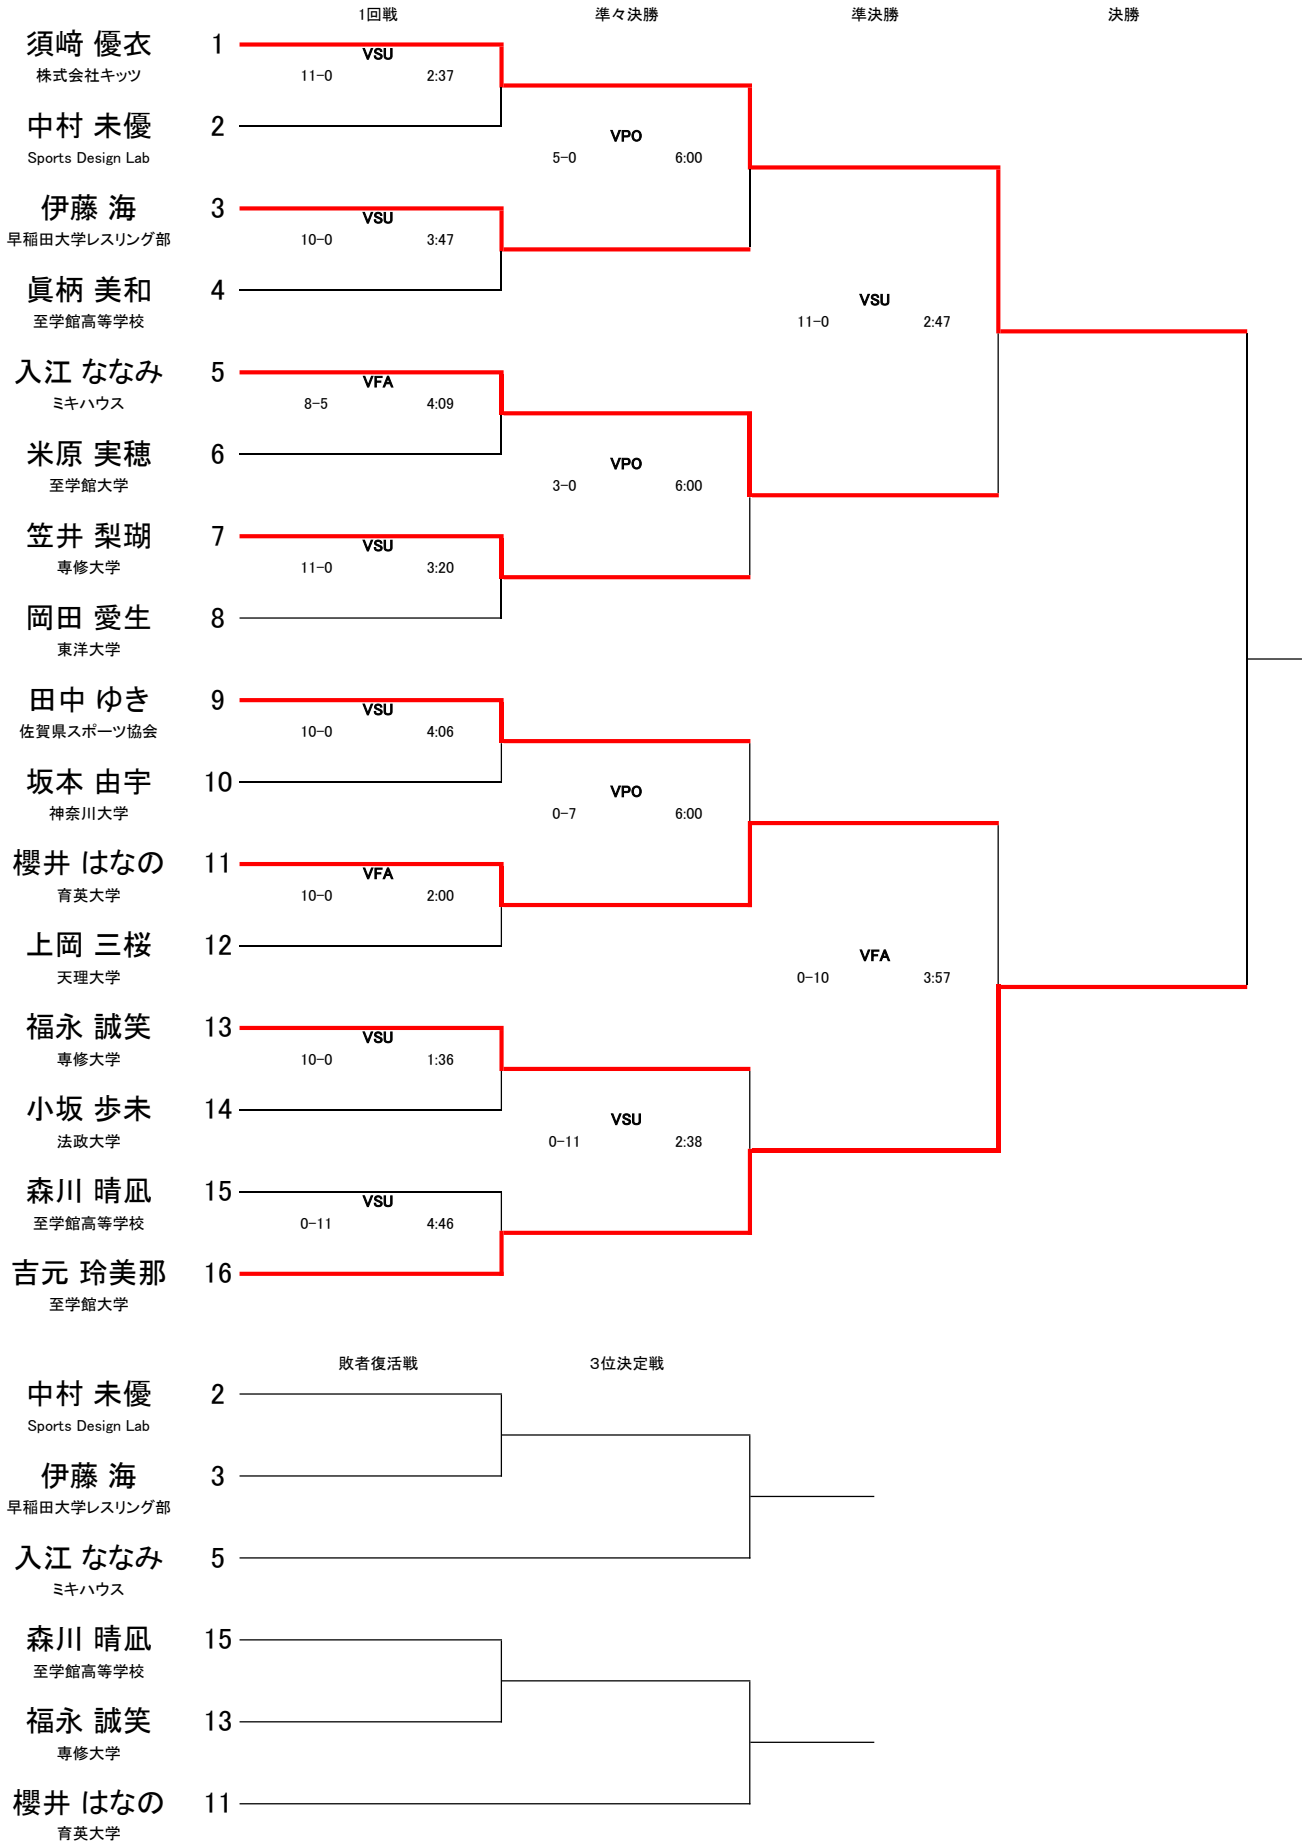 1回戦 準々決勝 準決勝 決勝
須﨑 優衣 1
VSU
株式会社キッツ 11-0 2:37
中村 未優 2
VPO
Sports Design Lab 5-0 6:00
伊藤 海 3
VSU
早稲田大学レスリング部 10-0 3:47
眞柄 美和 4
VSU
至学館高等学校 11-0 2:47
入江 ななみ 5
VFA
ミキハウス 8-5 4:09
米原 実穂 6
VPO
至学館大学 3-0 6:00
笠井 梨瑚 7
VSU
専修大学 11-0 3:20
岡田 愛生 8
東洋大学
田中 ゆき 9
VSU
佐賀県スポーツ協会 10-0 4:06
坂本 由宇 10
VPO
神奈川大学 0-7 6:00
櫻井 はなの 11
VFA
育英大学 10-0 2:00
上岡 三桜 12
VFA
天理大学 0-10 3:57
福永 誠笑 13
VSU
専修大学 10-0 1:36
小坂 歩未 14
VSU
法政大学 0-11 2:38
森川 晴凪 15
VSU
至学館高等学校 0-11 4:46
吉元 玲美那 16
至学館大学
敗者復活戦 3位決定戦
中村 未優 2
Sports Design Lab
伊藤 海 3
早稲田大学レスリング部
入江 ななみ 5
ミキハウス
森川 晴凪 15
至学館高等学校
福永 誠笑 13
専修大学
櫻井 はなの 11
育英大学